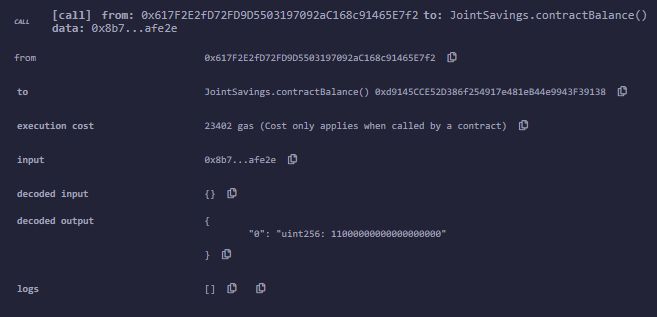 CALL [call] from: 0x617F2E2fD72FD9D5503197092aC168c91465E7f2 to: JointSavings.contractBalance()
data: 0x8b7...afe2e
from 0x617F2E2fD72FD9D5503197092aC168c91465E7f2
to JointSavings.contractBalance() 0xd9145CCE52D386f254917e481eB44e9943F39138
execution cost 23402 gas (Cost only applies when called by a contract)
input 0x8b7...afe2e
decoded input {}
decoded output {
"0": "uint256: 11000000000000000000"
}
logs []